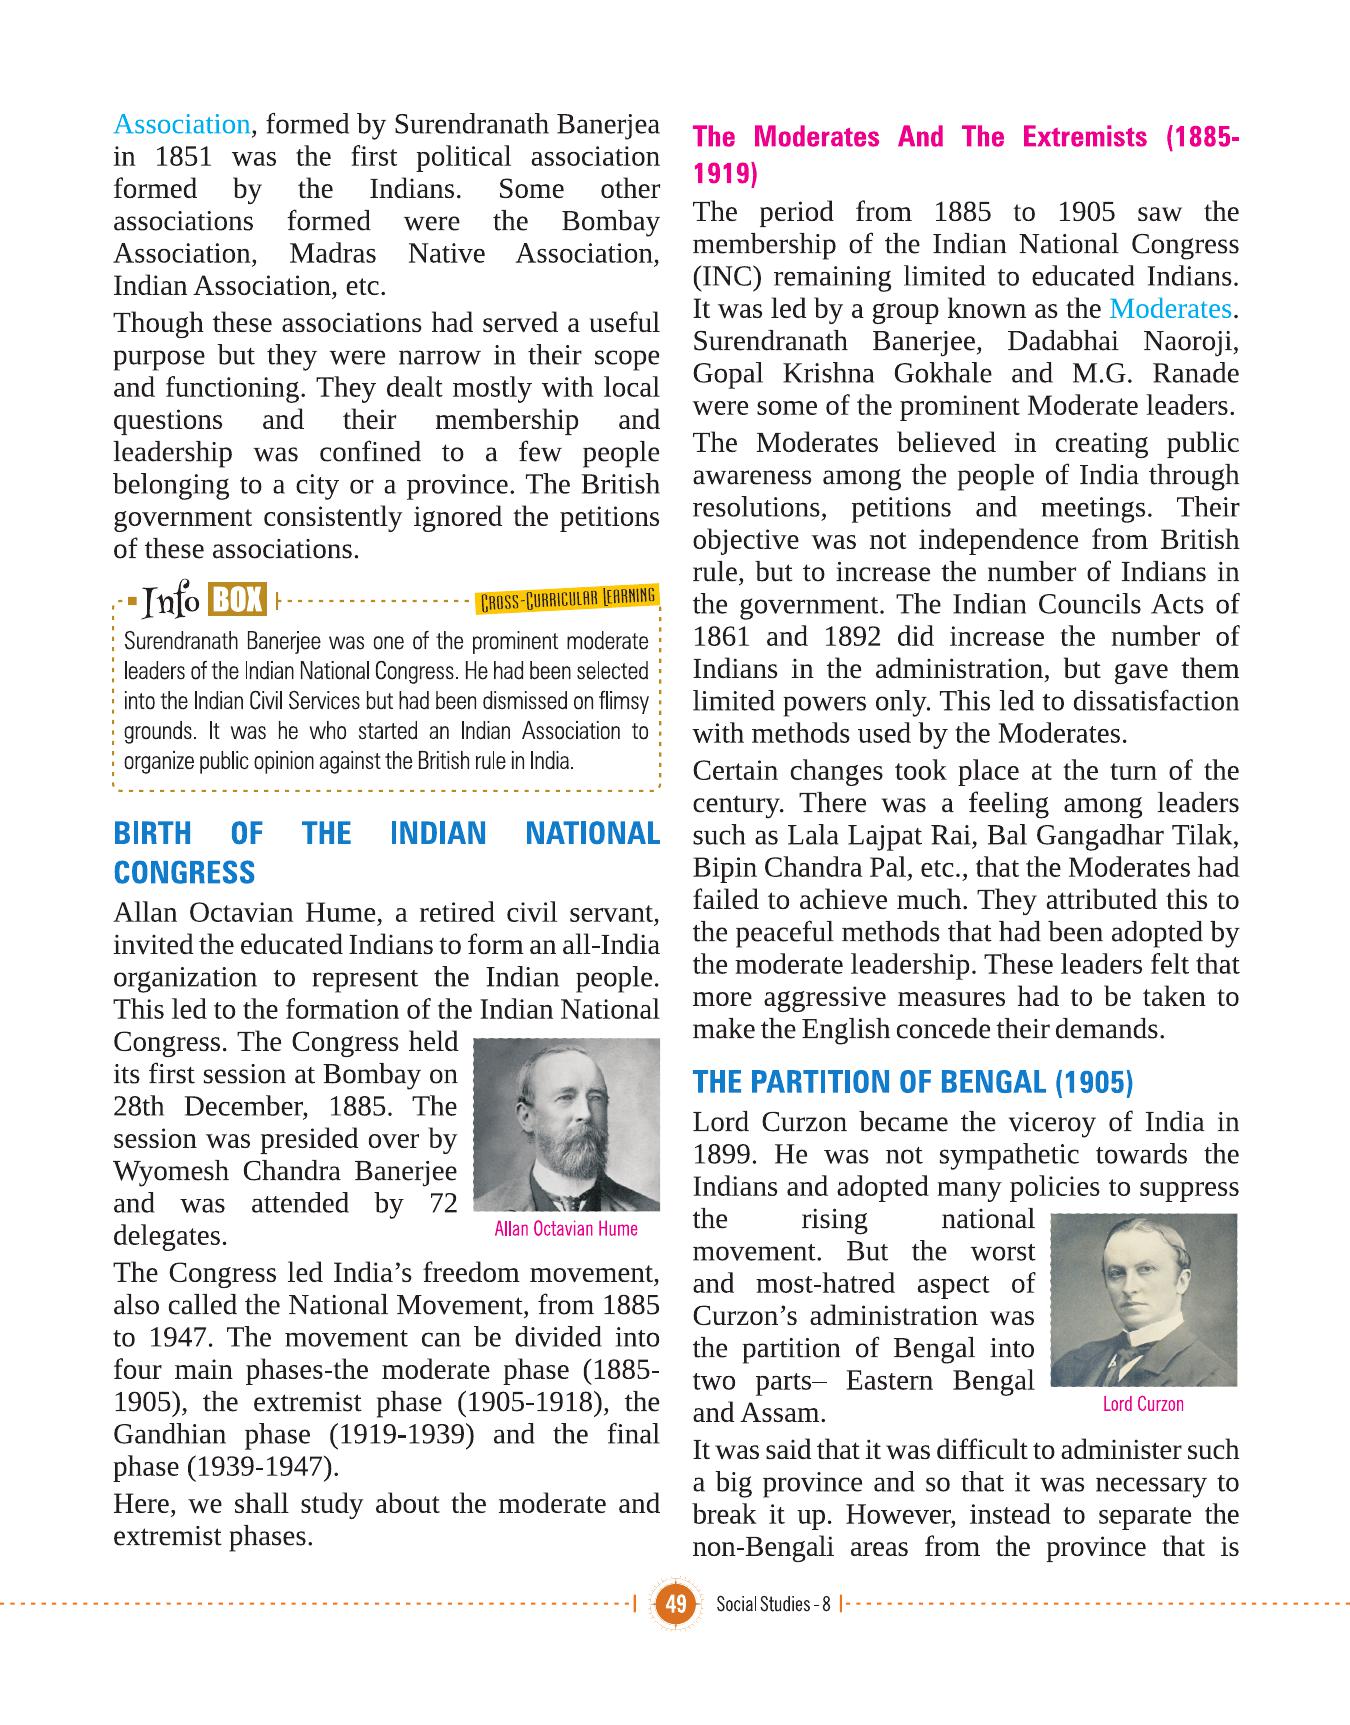 Association, formed by Surendranath Banerjea
in 1851 was the first political association
formed by the Indians. Some other
associations formed were the Bombay
Association, Madras Native Association,
Indian Association, etc.
Though these associations had served a useful
purpose but they were narrow in their scope
and functioning. They dealt mostly with local
questions and their membership and
leadership was confined to a few people
belonging to a city or a province. The British
government consistently ignored the petitions
of these associations.
Info BOX
CROSS-CURRICULAR LEARNING
Surendranath Banerjee was one of the prominent moderate
leaders of the Indian National Congress. He had been selected
into the Indian Civil Services but had been dismissed on flimsy
grounds. It was he who started an Indian Association to
organize public opinion against the British rule in India.
BIRTH OF THE INDIAN NATIONAL
CONGRESS
Allan Octavian Hume, a retired civil servant,
invited the educated Indians to form an all-India
organization to represent the Indian people.
This led to the formation of the Indian National
Congress. The Congress held
its first session at Bombay on
28th December, 1885. The
session was presided over by
Wyomesh Chandra Banerjee
and was attended by 72
delegates.
Allan Octavian Hume
The Congress led India's freedom movement,
also called the National Movement, from 1885
to 1947. The movement can be divided into
four main phases-the moderate phase (1885-
1905), the extremist phase (1905-1918), the
Gandhian phase (1919-1939) and the final
phase (1939-1947).
Here, we shall study about the moderate and
extremist phases.
The Moderates And The Extremists (1885-
1919)
The period from 1885 to 1905 saw the
membership of the Indian National Congress
(INC) remaining limited to educated Indians.
It was led by a group known as the Moderates.
Surendranath Banerjee, Dadabhai Naoroji,
Gopal Krishna Gokhale and M.G. Ranade
were some of the prominent Moderate leaders.
The Moderates believed in creating public
awareness among the people of India through
resolutions, petitions and meetings. Their
objective was not independence from British
rule, but to increase the number of Indians in
the government. The Indian Councils Acts of
1861 and 1892 did increase the number of
Indians in the administration, but gave them
limited powers only. This led to dissatisfaction
with methods used by the Moderates.
Certain changes took place at the turn of the
century. There was a feeling among leaders
such as Lala Lajpat Rai, Bal Gangadhar Tilak,
Bipin Chandra Pal, etc., that the Moderates had
failed to achieve much. They attributed this to
the peaceful methods that had been adopted by
the moderate leadership. These leaders felt that
more aggressive measures had to be taken to
make the English concede their demands.
THE PARTITION OF BENGAL (1905)
Lord Curzon became the viceroy of India in
1899. He was not sympathetic towards the
Indians and adopted many policies to suppress
the rising national
movement. But the worst
and most-hatred aspect of
Curzon's administration was
the partition of Bengal into
two parts– Eastern Bengal
and Assam.
Lord Curzon
It was said that it was difficult to administer such
a big province and so that it was necessary to
break it up. However, instead to separate the
non-Bengali areas from the province that is
49 Social Studies - 8